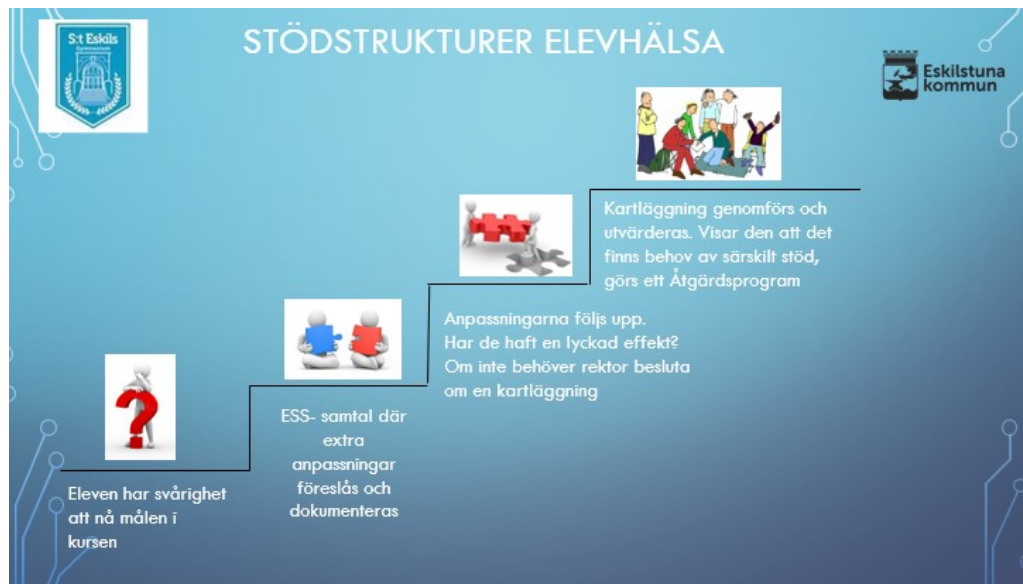 S:t Eskils
Gymnasium
STÖDSTRUKTURER ELEVHÄLSA
Eskilstuna
kommun
Eleven har svårighet
att nå målen i
kursen
ESS- samtal där
extra
anpassningar
föreslås och
dokumenteras
Anpassningarna följs upp.
Har de haft en lyckad effekt?
Om inte behöver rektor besluta
om en kartläggning
Kartläggning genomförs och
utvärderas. Visar den att det
finns behov av särskilt stöd,
görs ett Åtgärdsprogram